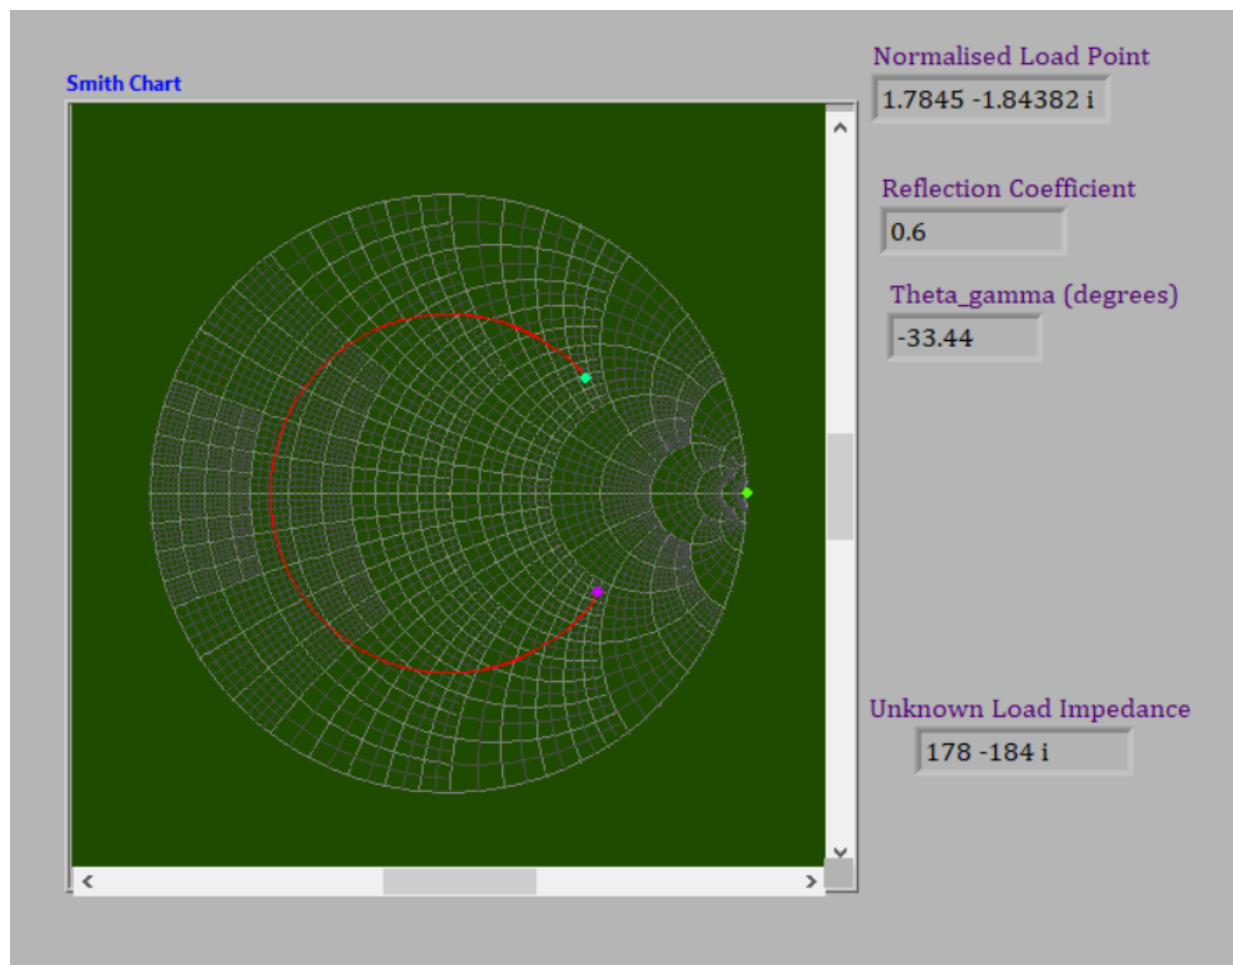 Normalised Load Point
Smith Chart
1.7845 -1.84382 i
Reflection Coefficient
0.6
Theta_gamma (degrees)
-33.44
Unknown Load Impedance
178 -184 i